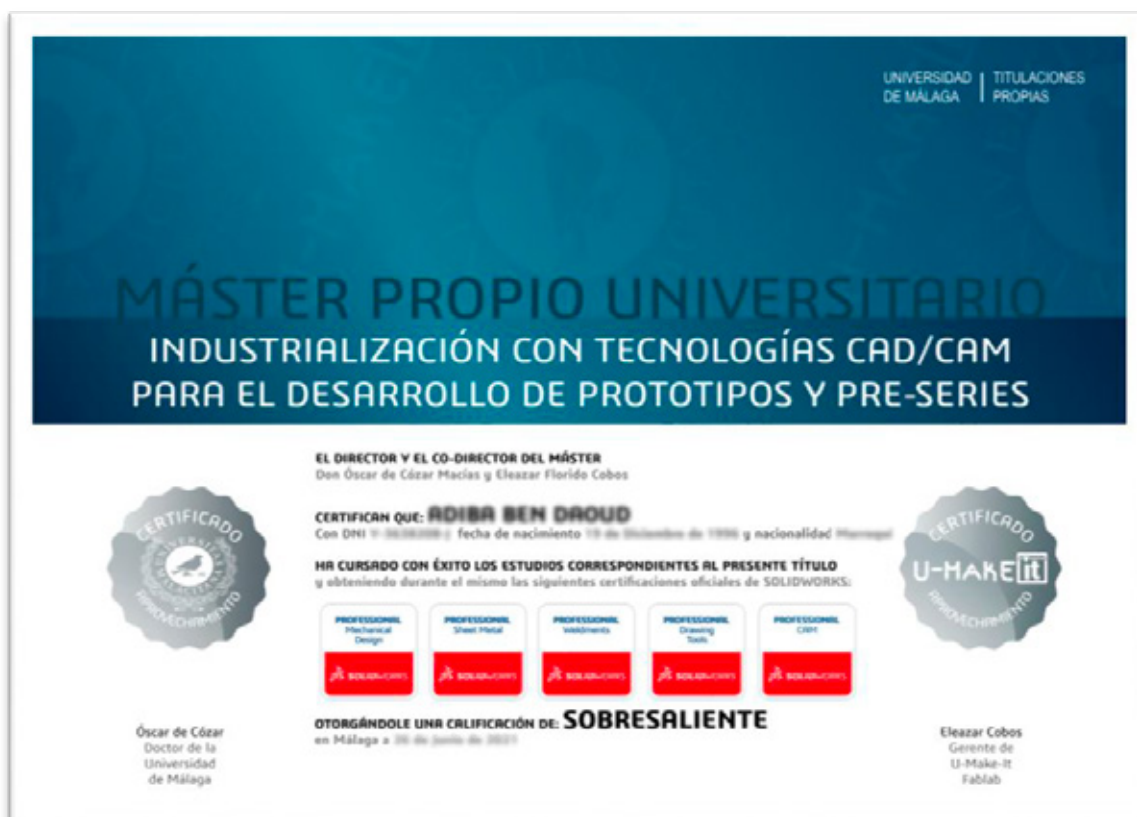 UNIVERSIDAD DE MÁLAGA | TITULACIONES PROPIAS
MÁSTER PROPIO UNIVERSITARIO
INDUSTRIALIZACIÓN CON TECNOLOGÍAS CAD/CAM
PARA EL DESARROLLO DE PROTOTIPOS Y PRE-SERIES
EL DIRECTOR Y EL CO-DIRECTOR DEL MÁSTER
Don Óscar de Cózar Macías y Eleazar Florido Cobos
CERTIFICAN QUE:
Con DNI fecha de nacimiento y nacionalidad
HA CURSADO CON ÉXITO LOS ESTUDIOS CORRESPONDIENTES AL PRESENTE TÍTULO
y obteniendo durante el mismo las siguientes certificaciones oficiales de SOLIDWORKS:
PROFESSIONAL
Mechanical
Design
SOLIDWORKS
PROFESSIONAL
Sheet Metal
SOLIDWORKS
PROFESSIONAL
Weldments
SOLIDWORKS
PROFESSIONAL
Drawing
Tools
SOLIDWORKS
PROFESSIONAL
CAM
SOLIDWORKS
OTORGÁNDOLE UNA CALIFICACIÓN DE: SOBRESALIENTE
en Málaga a
CERTIFICADO
APROVECHAMIENTO
Óscar de Cózar
Doctor de la
Universidad
de Málaga
CERTIFICADO
U-MAKE it
APROVECHAMIENTO
Eleazar Cobos
Gerente de
U-Make-It
Fablab